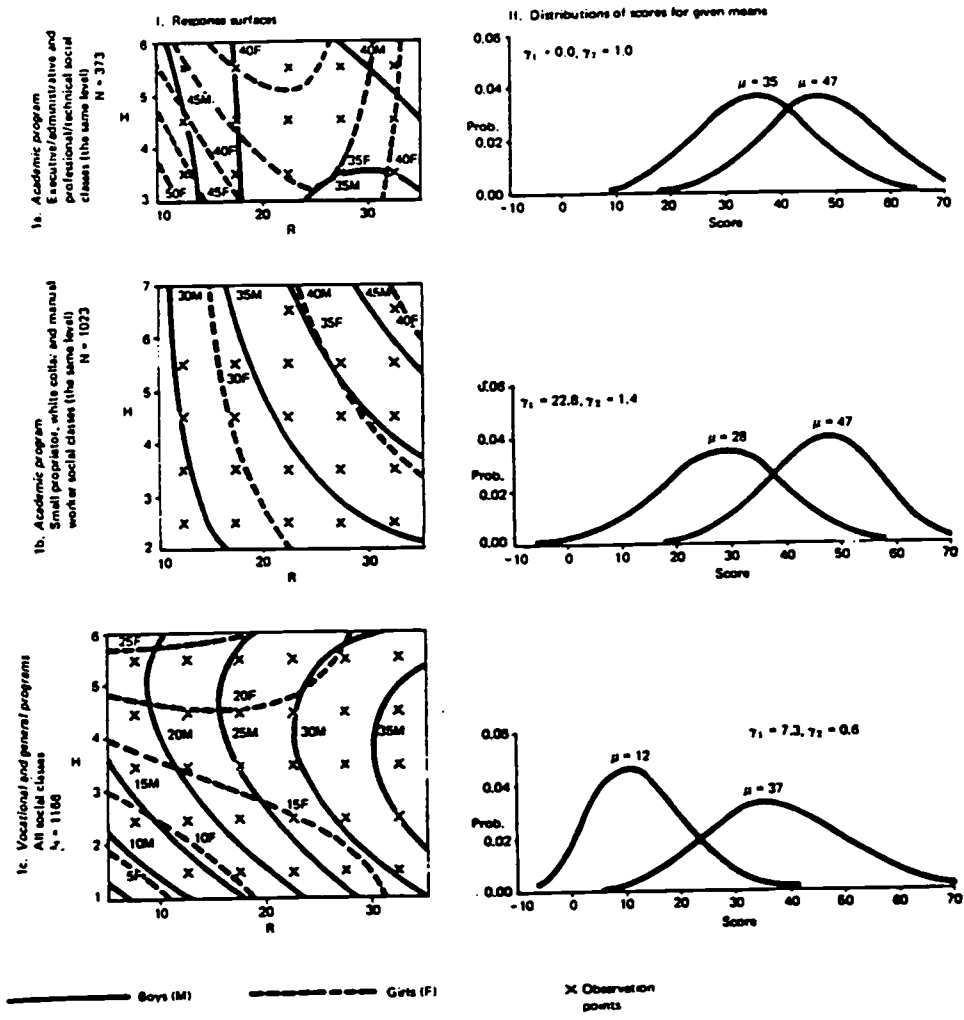 I. Response surfaces
II. Distributions of scores for given means
1a. Academic program
Executive/administrative and
professional/technical social
classes (the same level)
N = 373
H
6
5
4
3
40F
40M
45M
40F
50F
45F
35F
35M
40F
10
20
30
R
γ₁ = 0.0, γ₂ = 1.0
μ = 35
μ = 47
0.06
0.04
Prob.
0.02
0.00
-10
0
10
20
30
40
50
60
70
Score
1b. Academic program
Small proprietor, white collar and manual
worker social classes (the same level)
N = 1023
H
7
6
5
4
3
2
30M
35M
40M
45M
35F
40F
30F
10
20
30
R
γ₁ = 22.8, γ₂ = 1.4
μ = 28
μ = 47
0.06
0.04
Prob.
0.02
0.00
-10
0
10
20
30
40
50
60
70
Score
1c. Vocational and general programs
All social classes
= 1168
H
6
5
4
3
2
1
25F
20F
20M
25M
30M
35M
15M
15F
10M
10F
5F
10
20
30
R
γ₁ = 7.3, γ₂ = 0.6
μ = 12
μ = 37
0.06
0.04
Prob.
0.02
0.00
-10
0
10
20
30
40
50
60
70
Score
Boys (M)
Girls (F)
× Observation
points